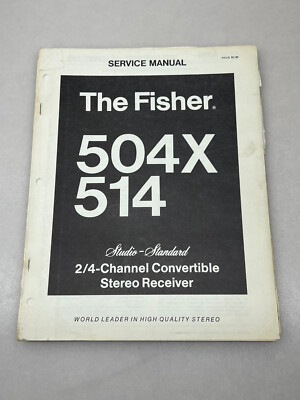 SERVICE MANUAL
The Fisher®
504X
514
Studio-Standard
2/4-Channel Convertible
Stereo Receiver
WORLD LEADER IN HIGH QUALITY STEREO